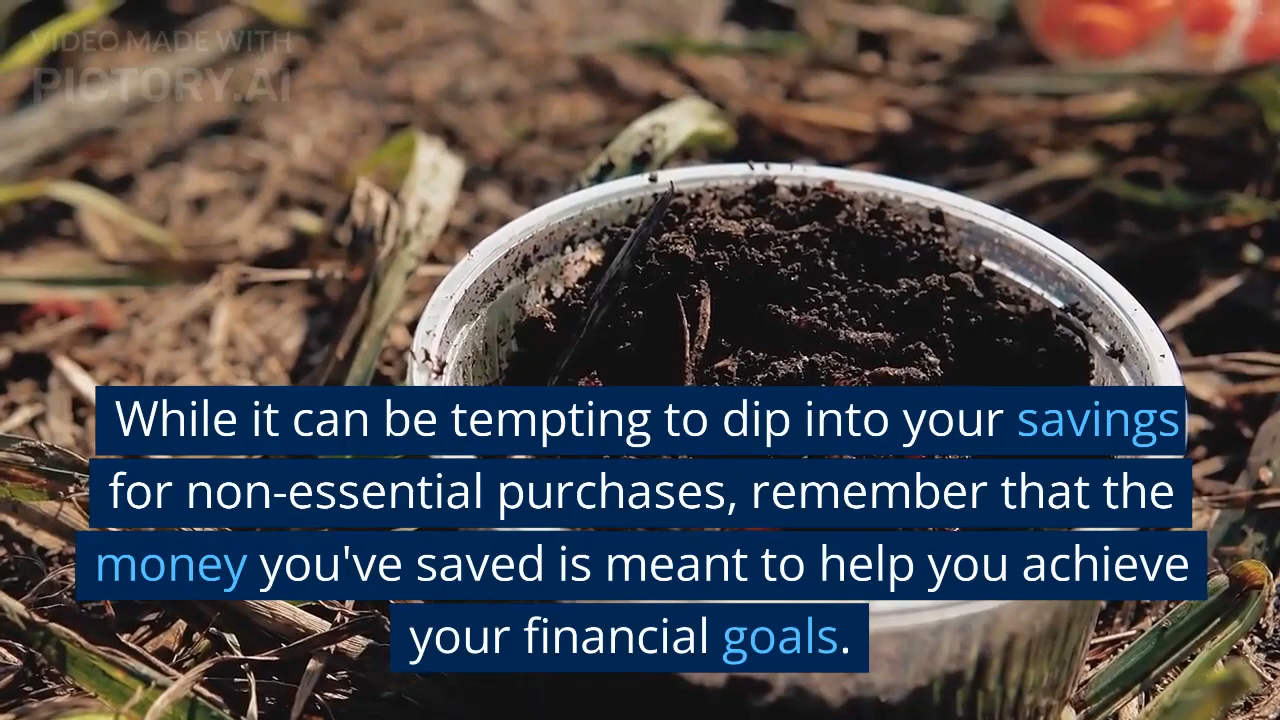 VIDEO MADE WITH
PICTORY.AI
While it can be tempting to dip into your savings
for non-essential purchases, remember that the
money you've saved is meant to help you achieve
your financial goals.